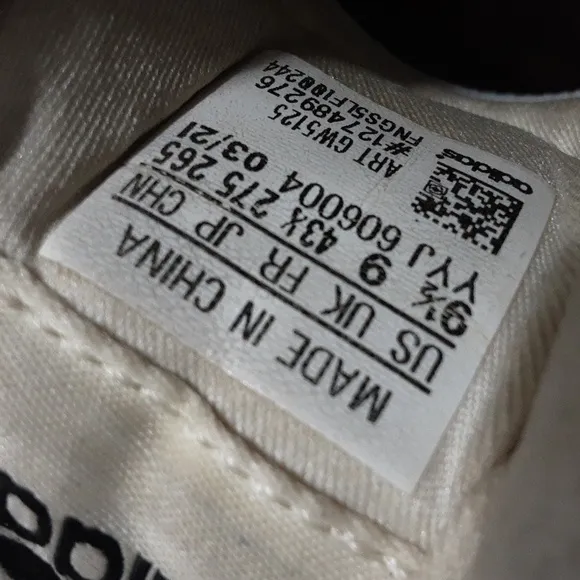 MADE IN CHINA
US UK FR JP CHN
9½ 9 43⅓ 275 265
YYJ 606004 03/21
adidas
ART GW5125
#127489276
adidas